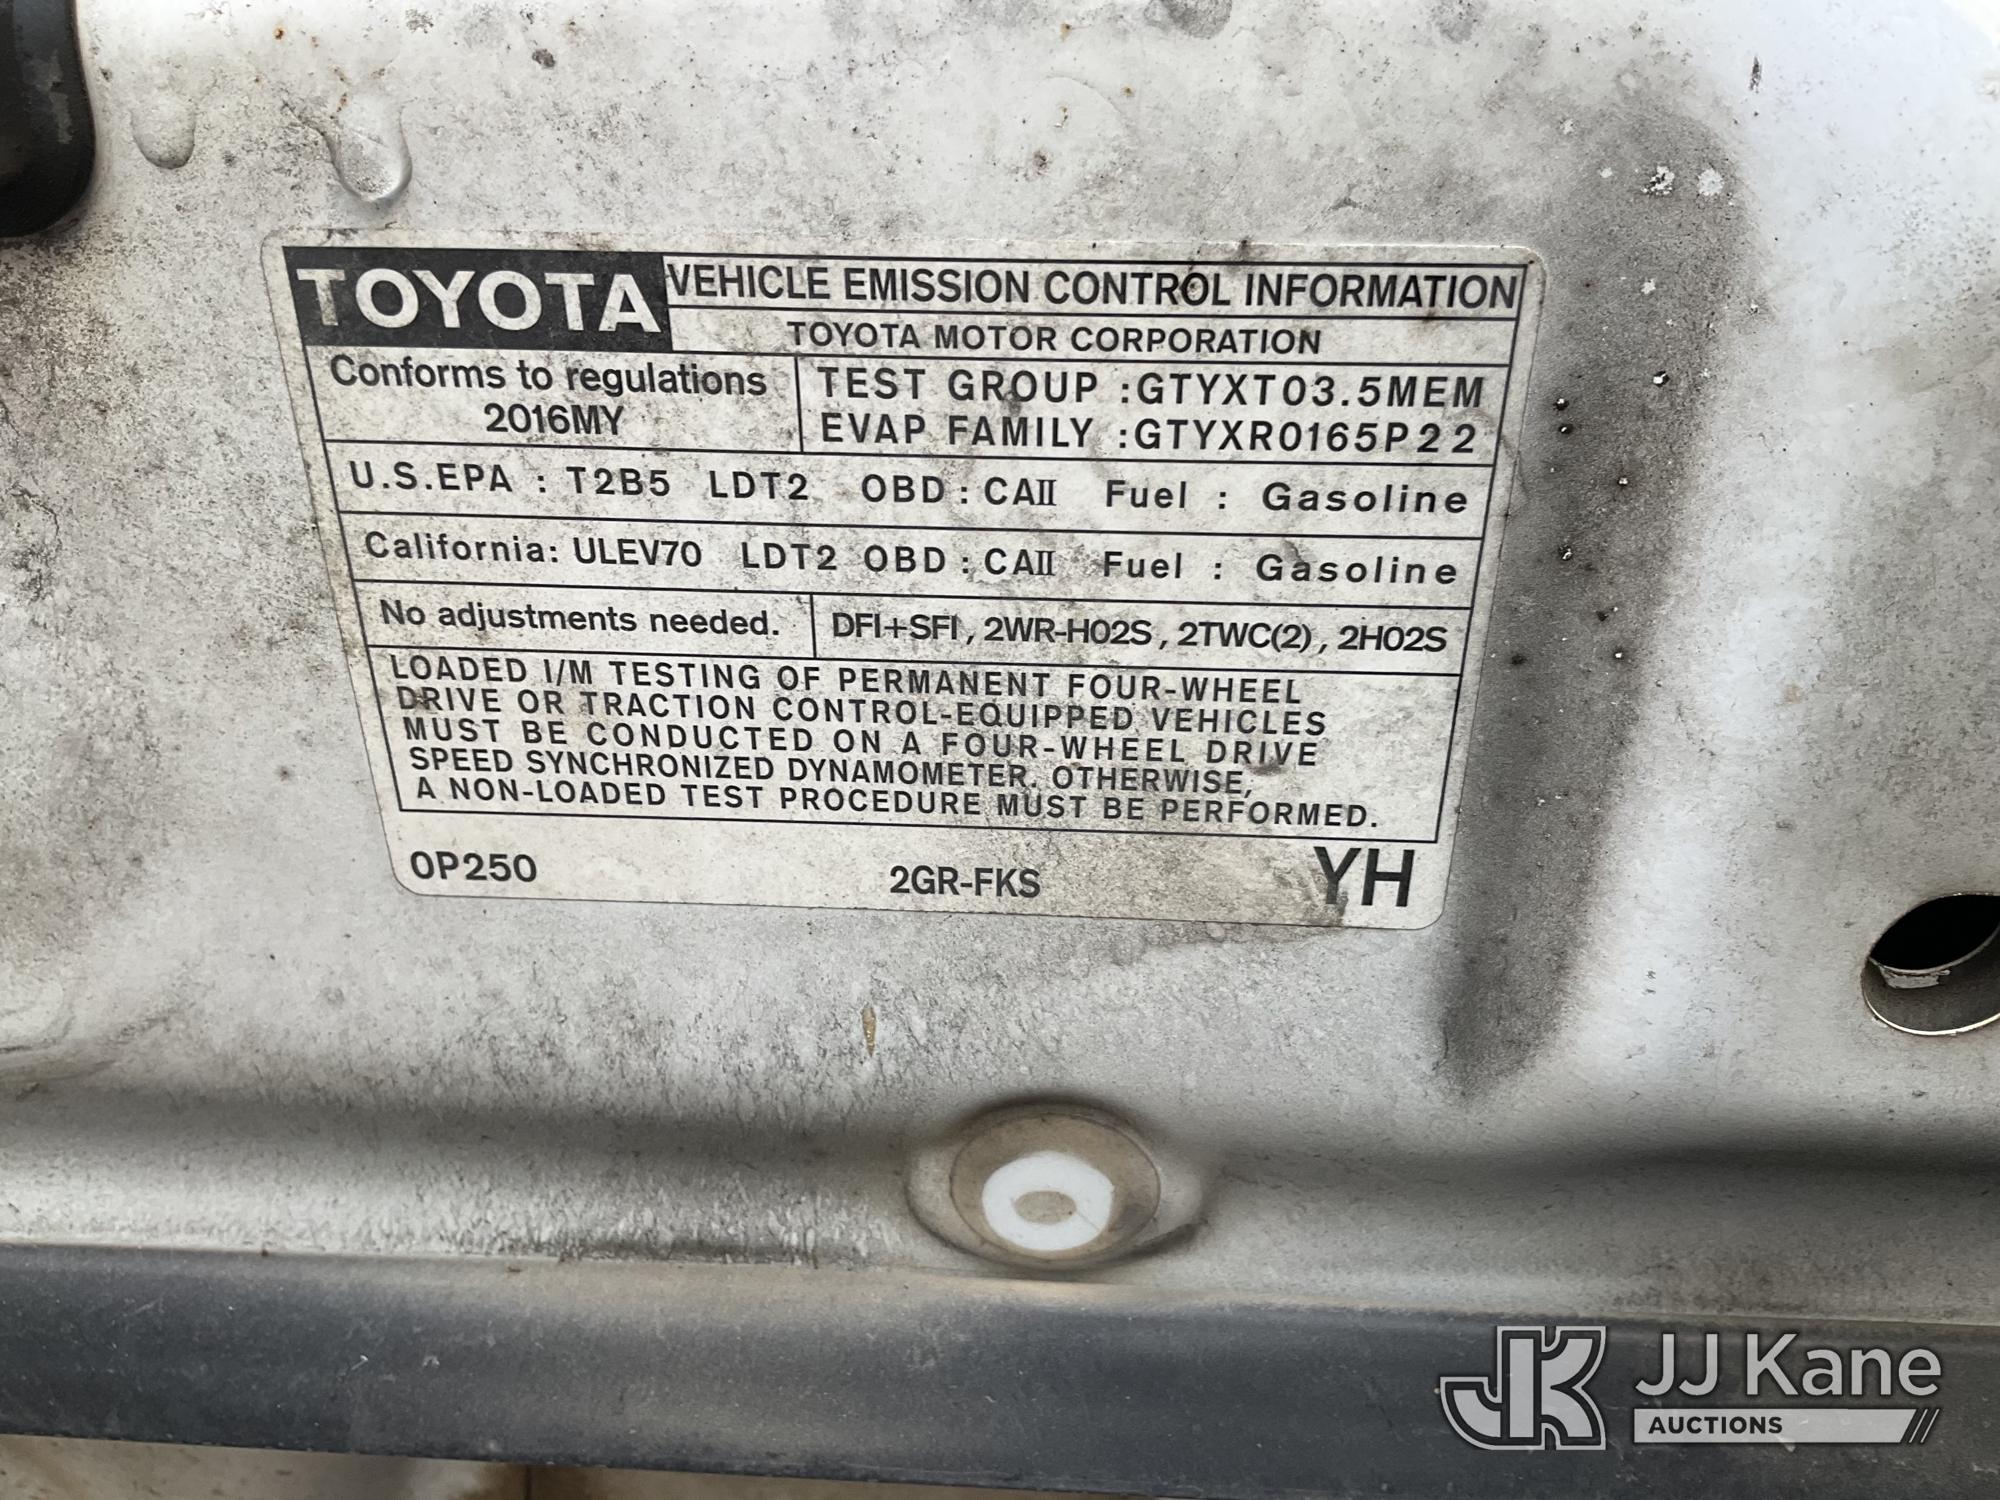 TOYOTA VEHICLE EMISSION CONTROL INFORMATION
TOYOTA MOTOR CORPORATION
Conforms to regulations
2016MY
TEST GROUP :GTYXT03.5MEM
EVAP FAMILY :GTYXR0165P22
U.S.EPA : T2B5 LDT2 OBD : CAII Fuel : Gasoline
California: ULEV70 LDT2 OBD : CAII Fuel : Gasoline
No adjustments needed. DFI+SFI, 2WR-HO2S, 2TWC(2), 2HO2S
LOADED I/M TESTING OF PERMANENT FOUR-WHEEL
DRIVE OR TRACTION CONTROL-EQUIPPED VEHICLES
MUST BE CONDUCTED ON A FOUR-WHEEL DRIVE
SPEED SYNCHRONIZED DYNAMOMETER. OTHERWISE,
A NON-LOADED TEST PROCEDURE MUST BE PERFORMED.
0P250 2GR-FKS YH
JK JJ Kane
AUCTIONS